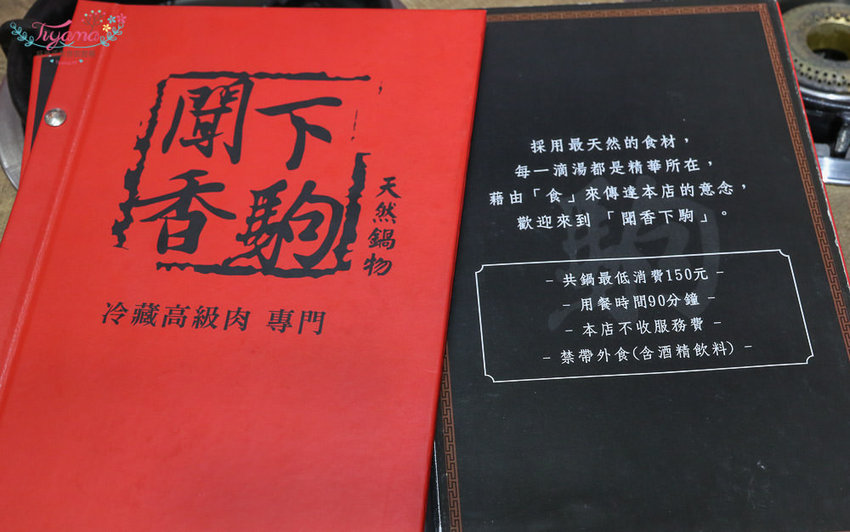 Tiyama
聞香下駒
天然鍋物
冷藏高級肉 專門
採用最天然的食材，
每一滴湯都是精華所在，
藉由「食」來傳達本店的意念，
歡迎來到「聞香下駒」。
- 共鍋最低消費150元 -
- 用餐時間90分鐘 -
- 本店不收服務費 -
- 禁帶外食(含酒精飲料) -
駒